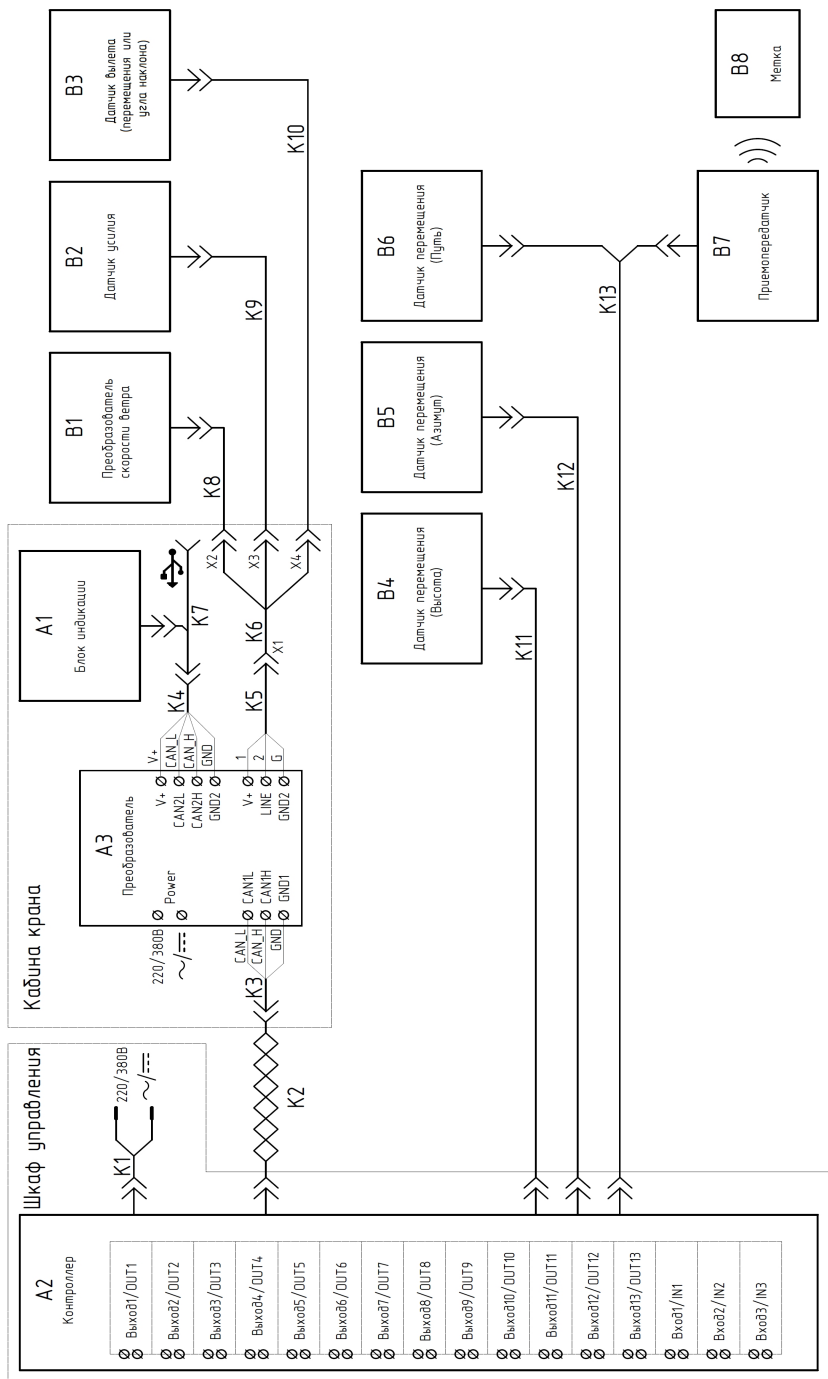 Шкаф управления
A2
Контроллер
Выход1/OUT1
Выход2/OUT2
Выход3/OUT3
Выход4/OUT4
Выход5/OUT5
Выход6/OUT6
Выход7/OUT7
Выход8/OUT8
Выход9/OUT9
Выход10/OUT10
Выход11/OUT11
Выход12/OUT12
Выход13/OUT13
Вход1/IN1
Вход2/IN2
Вход3/IN3
K1
220/380В
K2
Кабина крана
K3
CAN_L
CAN_H
GND
A3
Преобразователь
220/380В
Power
CAN1L
CAN1H
GND1
V+
CAN2L
CAN2H
GND2
V+
LINE
GND2
V+
CAN_L
CAN_H
GND
1
2
G
K4
K5
A1
Блок индикации
K7
K6
X1
X2
X3
X4
K8
K9
K10
B1
Преобразователь
скорости ветра
B2
Датчик усилия
B3
Датчик вылета
(перемещения или
угла наклона)
B4
Датчик перемещения
(Высота)
B5
Датчик перемещения
(Азимут)
B6
Датчик перемещения
(Путь)
K11
K12
K13
B7
Приемопередатчик
B8
Метка